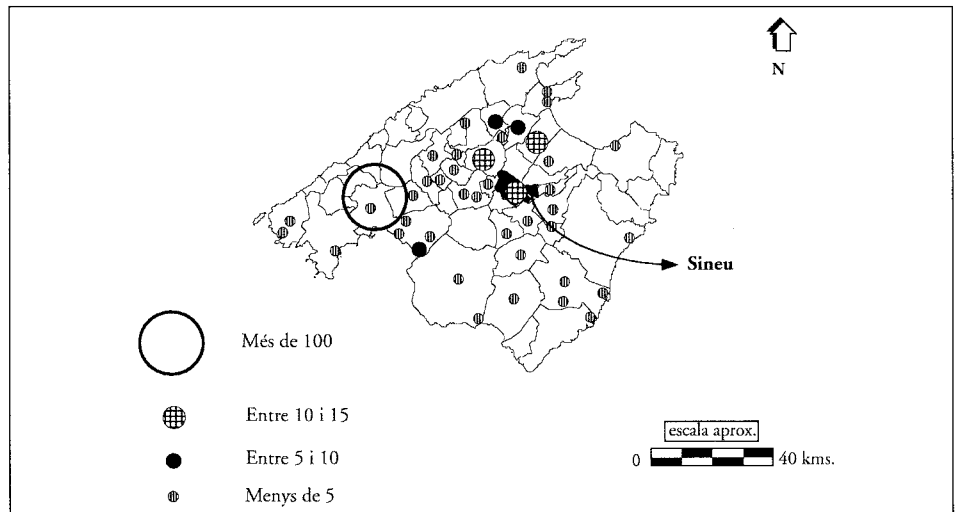 N
Sineu
Més de 100
Entre 10 i 15
Entre 5 i 10
Menys de 5
escala aprox.
0 40 kms.